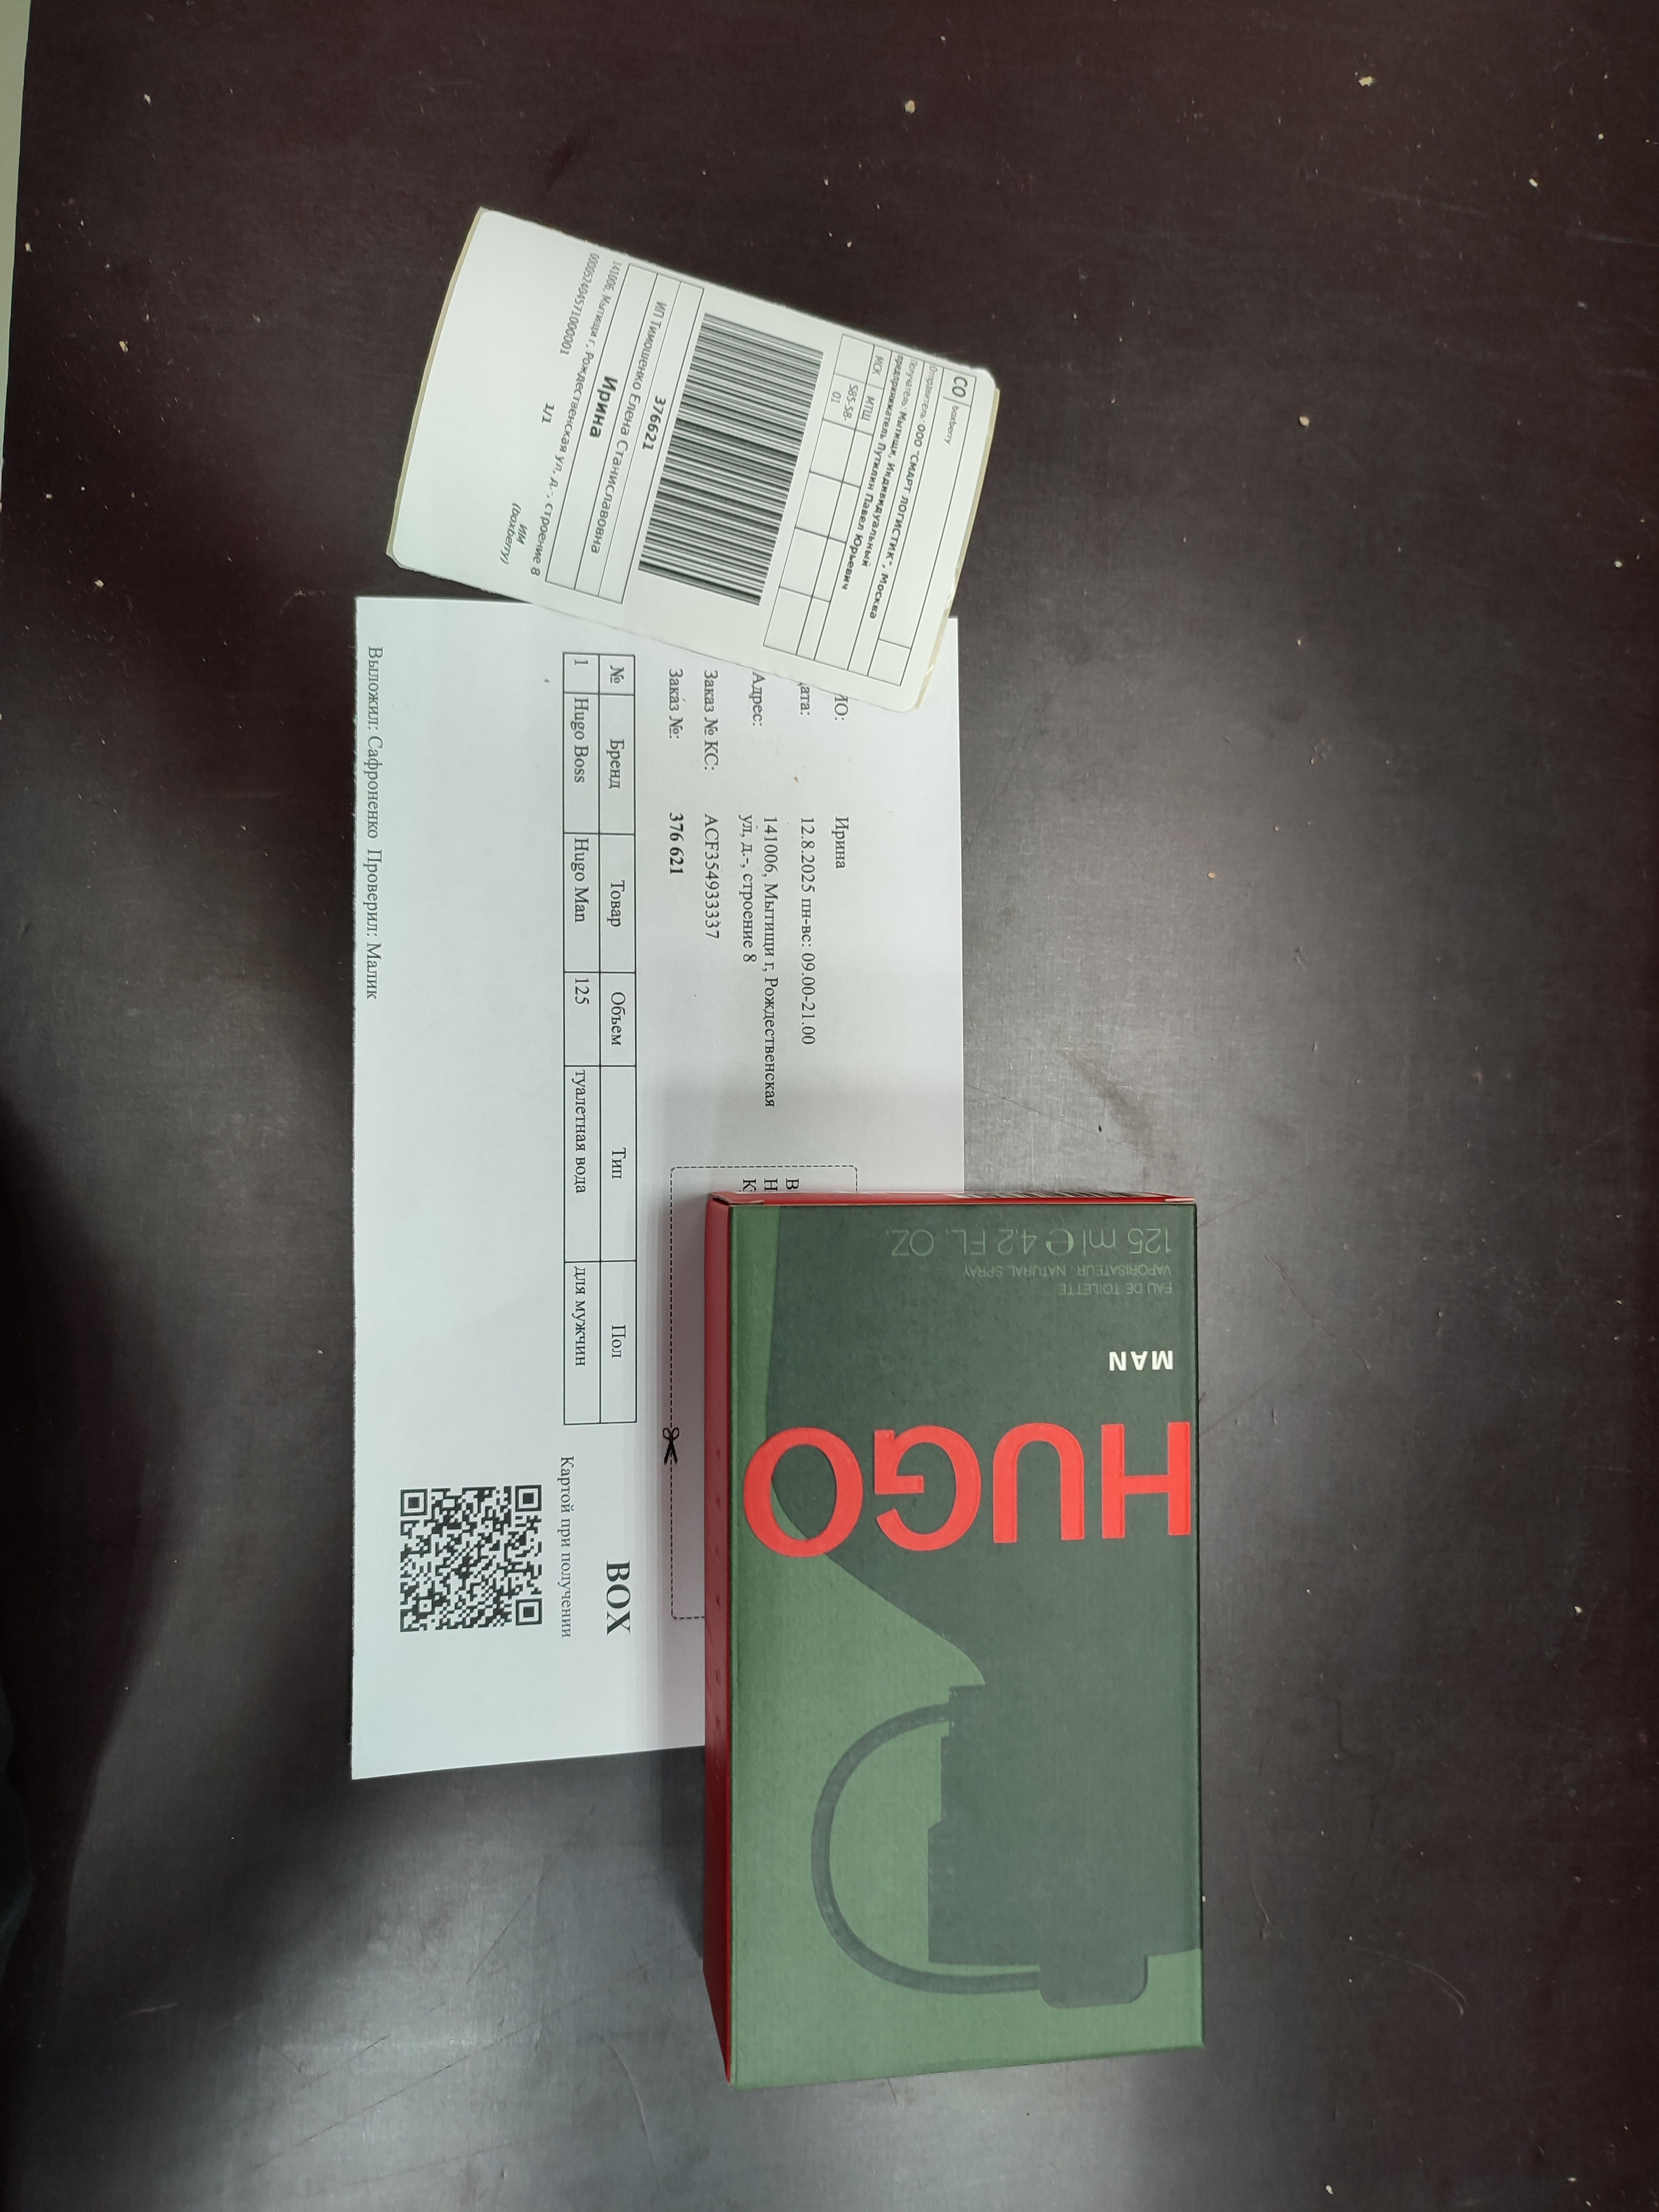 СО
boxberry
Отправитель: ООО "СМАРТ ЛОГИСТИК", Москва
Получатель: Мытищи, Индивидуальный
предприниматель Путилин Павел Юрьевич
МСК МТЩ
585-58-
01
376621
ИП Тимошенко Елена Станиславовна
Ирина
141006, Мытищи г, Рождественская ул, д.-, строение 8
1/1
ИМ
(boxberry)
Ирина
12.8.2025 пн-вс: 09.00-21.00
Адрес: 141006, Мытищи г, Рождественская
ул, д.-, строение 8
Заказ № КС: ACF354933337
Заказ №: 376 621
№ Бренд Товар Объем Тип Пол
1 Hugo Boss Hugo Man 125 туалетная вода для мужчин
BOX
Картой при получении
Выложил: Сафроненко Проверил: Малик
HUGO
MAN
EAU DE TOILETTE
VAPORISATEUR NATURAL SPRAY
125 ml ℮ 4.2 FL. OZ.